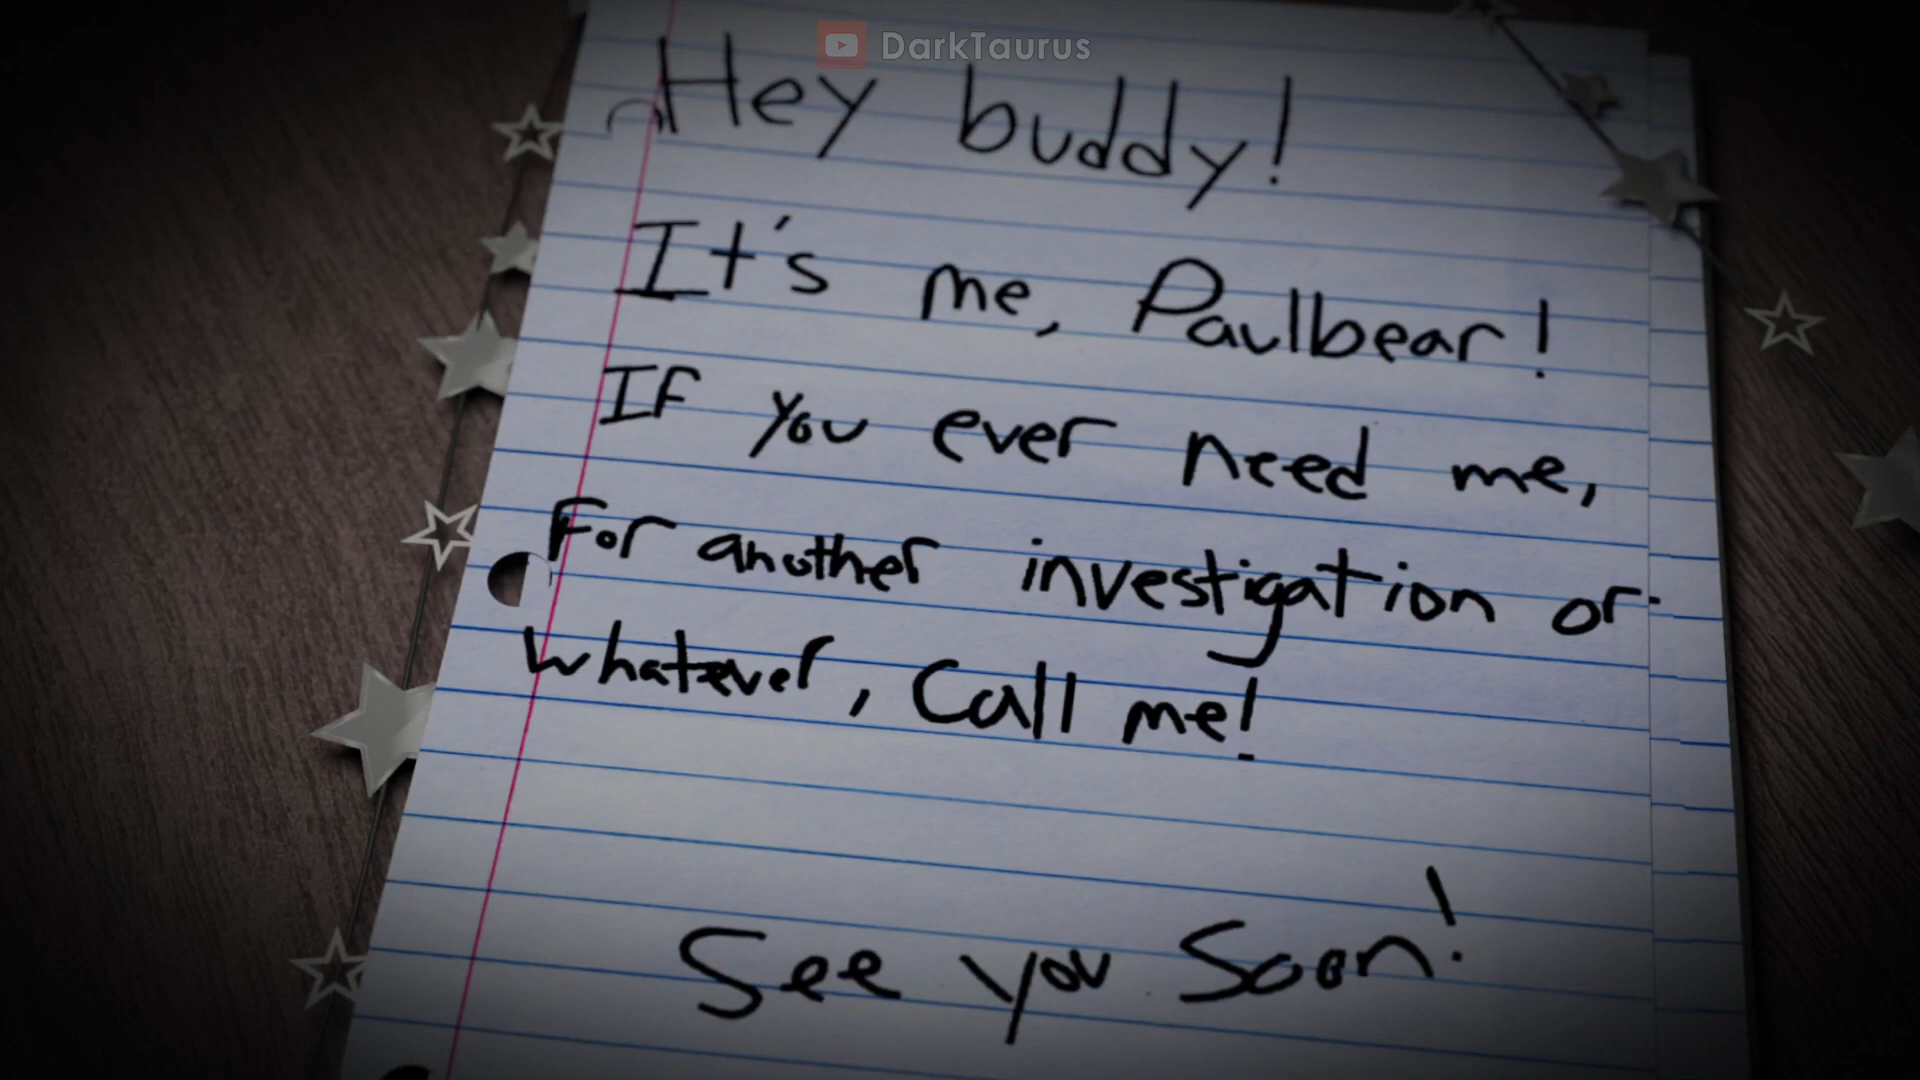 DarkTaurus
Hey buddy!
It's me, Paulbear!
If you ever need me,
For another investigation or
whatever, Call me!
See you Soon!